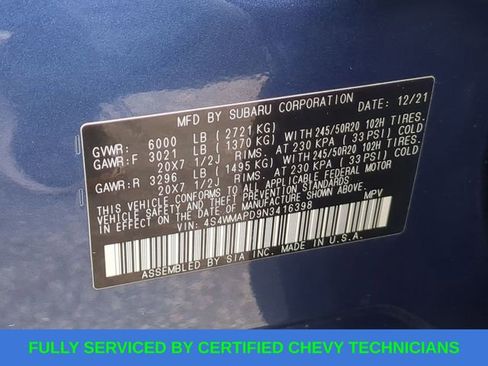 MFD BY SUBARU CORPORATION DATE: 12/21
GVWR: 6000 LB (2721 KG)
GAWR:F 3021 LB (1370 KG) WITH 245/50R20 102H TIRES.
20X7 1/2J RIMS. AT 230 KPA ( 33 PSI) COLD
GAWR:R 3296 LB (1495 KG) WITH 245/50R20 102H TIRES.
20X7 1/2J RIMS. AT 230 KPA ( 33 PSI) COLD
THIS VEHICLE CONFORMS TO ALL APPLICABLE FEDERAL MOTOR
VEHICLE SAFETY AND THEFT PREVENTION STANDARDS IN
EFFECT ON THE DATE OF MANUFACTURE SHOWN ABOVE.
VIN: 4S4WMAPD9N3416398 MPV
ASSEMBLED BY SIA INC. MADE IN U.S.A.
FULLY SERVICED BY CERTIFIED CHEVY TECHNICIANS